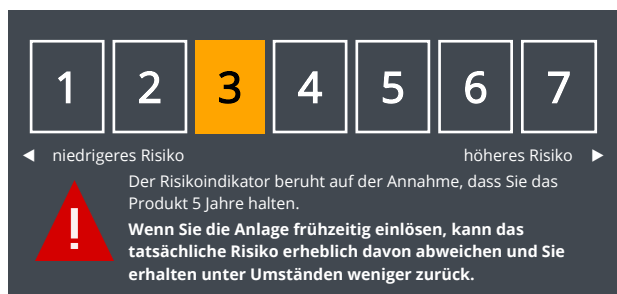 1 2 3 4 5 6 7
niedrigeres Risiko höheres Risiko
Der Risikoindikator beruht auf der Annahme, dass Sie das
Produkt 5 Jahre halten.
Wenn Sie die Anlage frühzeitig einlösen, kann das
tatsächliche Risiko erheblich davon abweichen und Sie
erhalten unter Umständen weniger zurück.
!